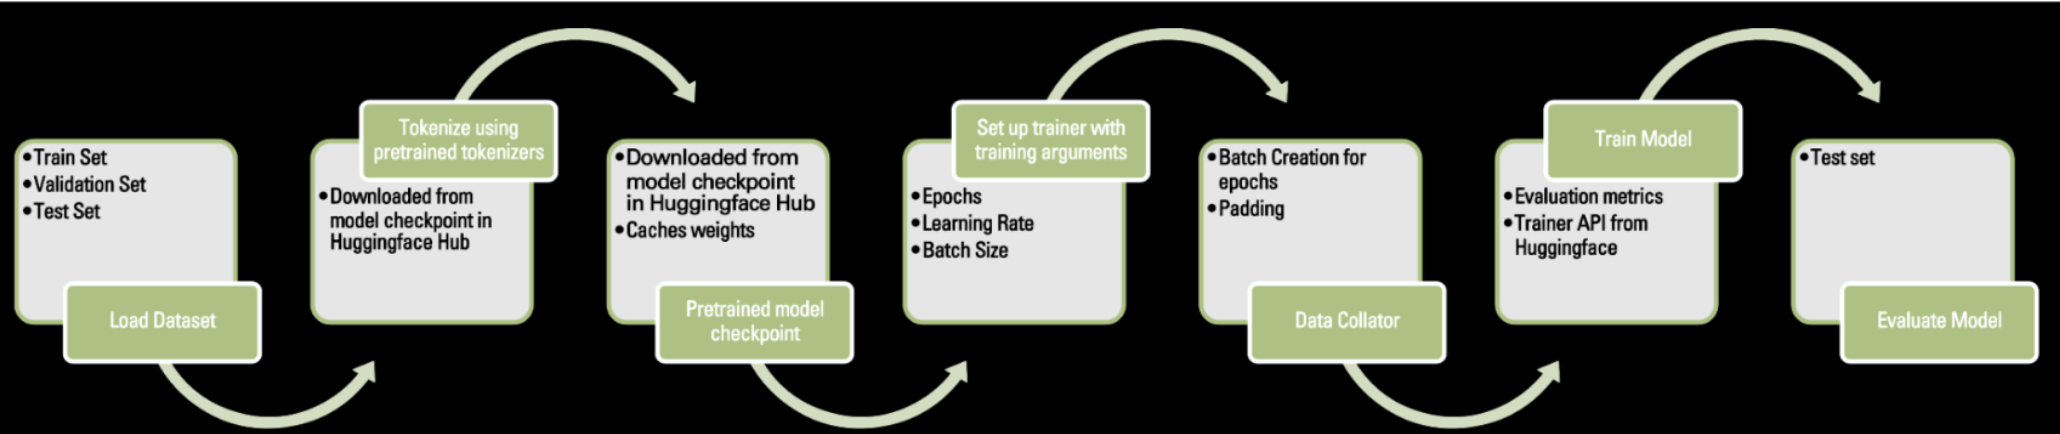 •Train Set
•Validation Set
•Test Set
Load Dataset
Tokenize using
pretrained tokenizers
•Downloaded from
model checkpoint in
Huggingface Hub
•Downloaded from
model checkpoint
in Huggingface Hub
•Caches weights
Pretrained model
checkpoint
Set up trainer with
training arguments
•Epochs
•Learning Rate
•Batch Size
•Batch Creation for
epochs
•Padding
Data Collator
Train Model
•Evaluation metrics
•Trainer API from
Huggingface
•Test set
Evaluate Model